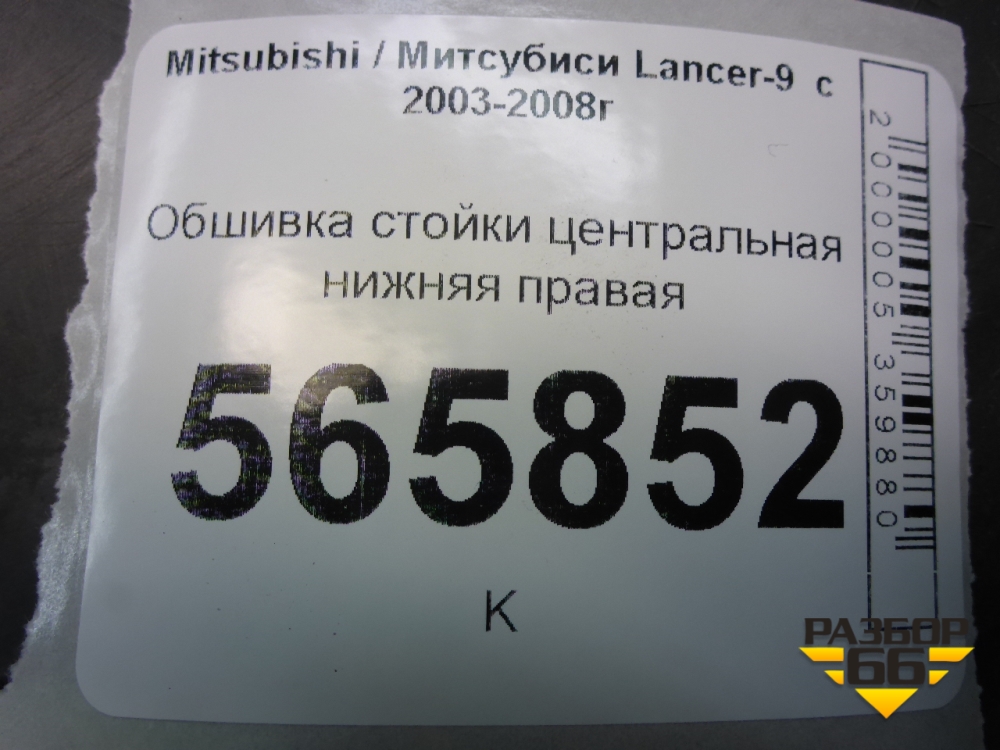 Mitsubishi / Митсубиси Lancer-9 с
2003-2008г
Обшивка стойки центральная
нижняя правая
565852
К
2000005359880
РАЗБОР
66